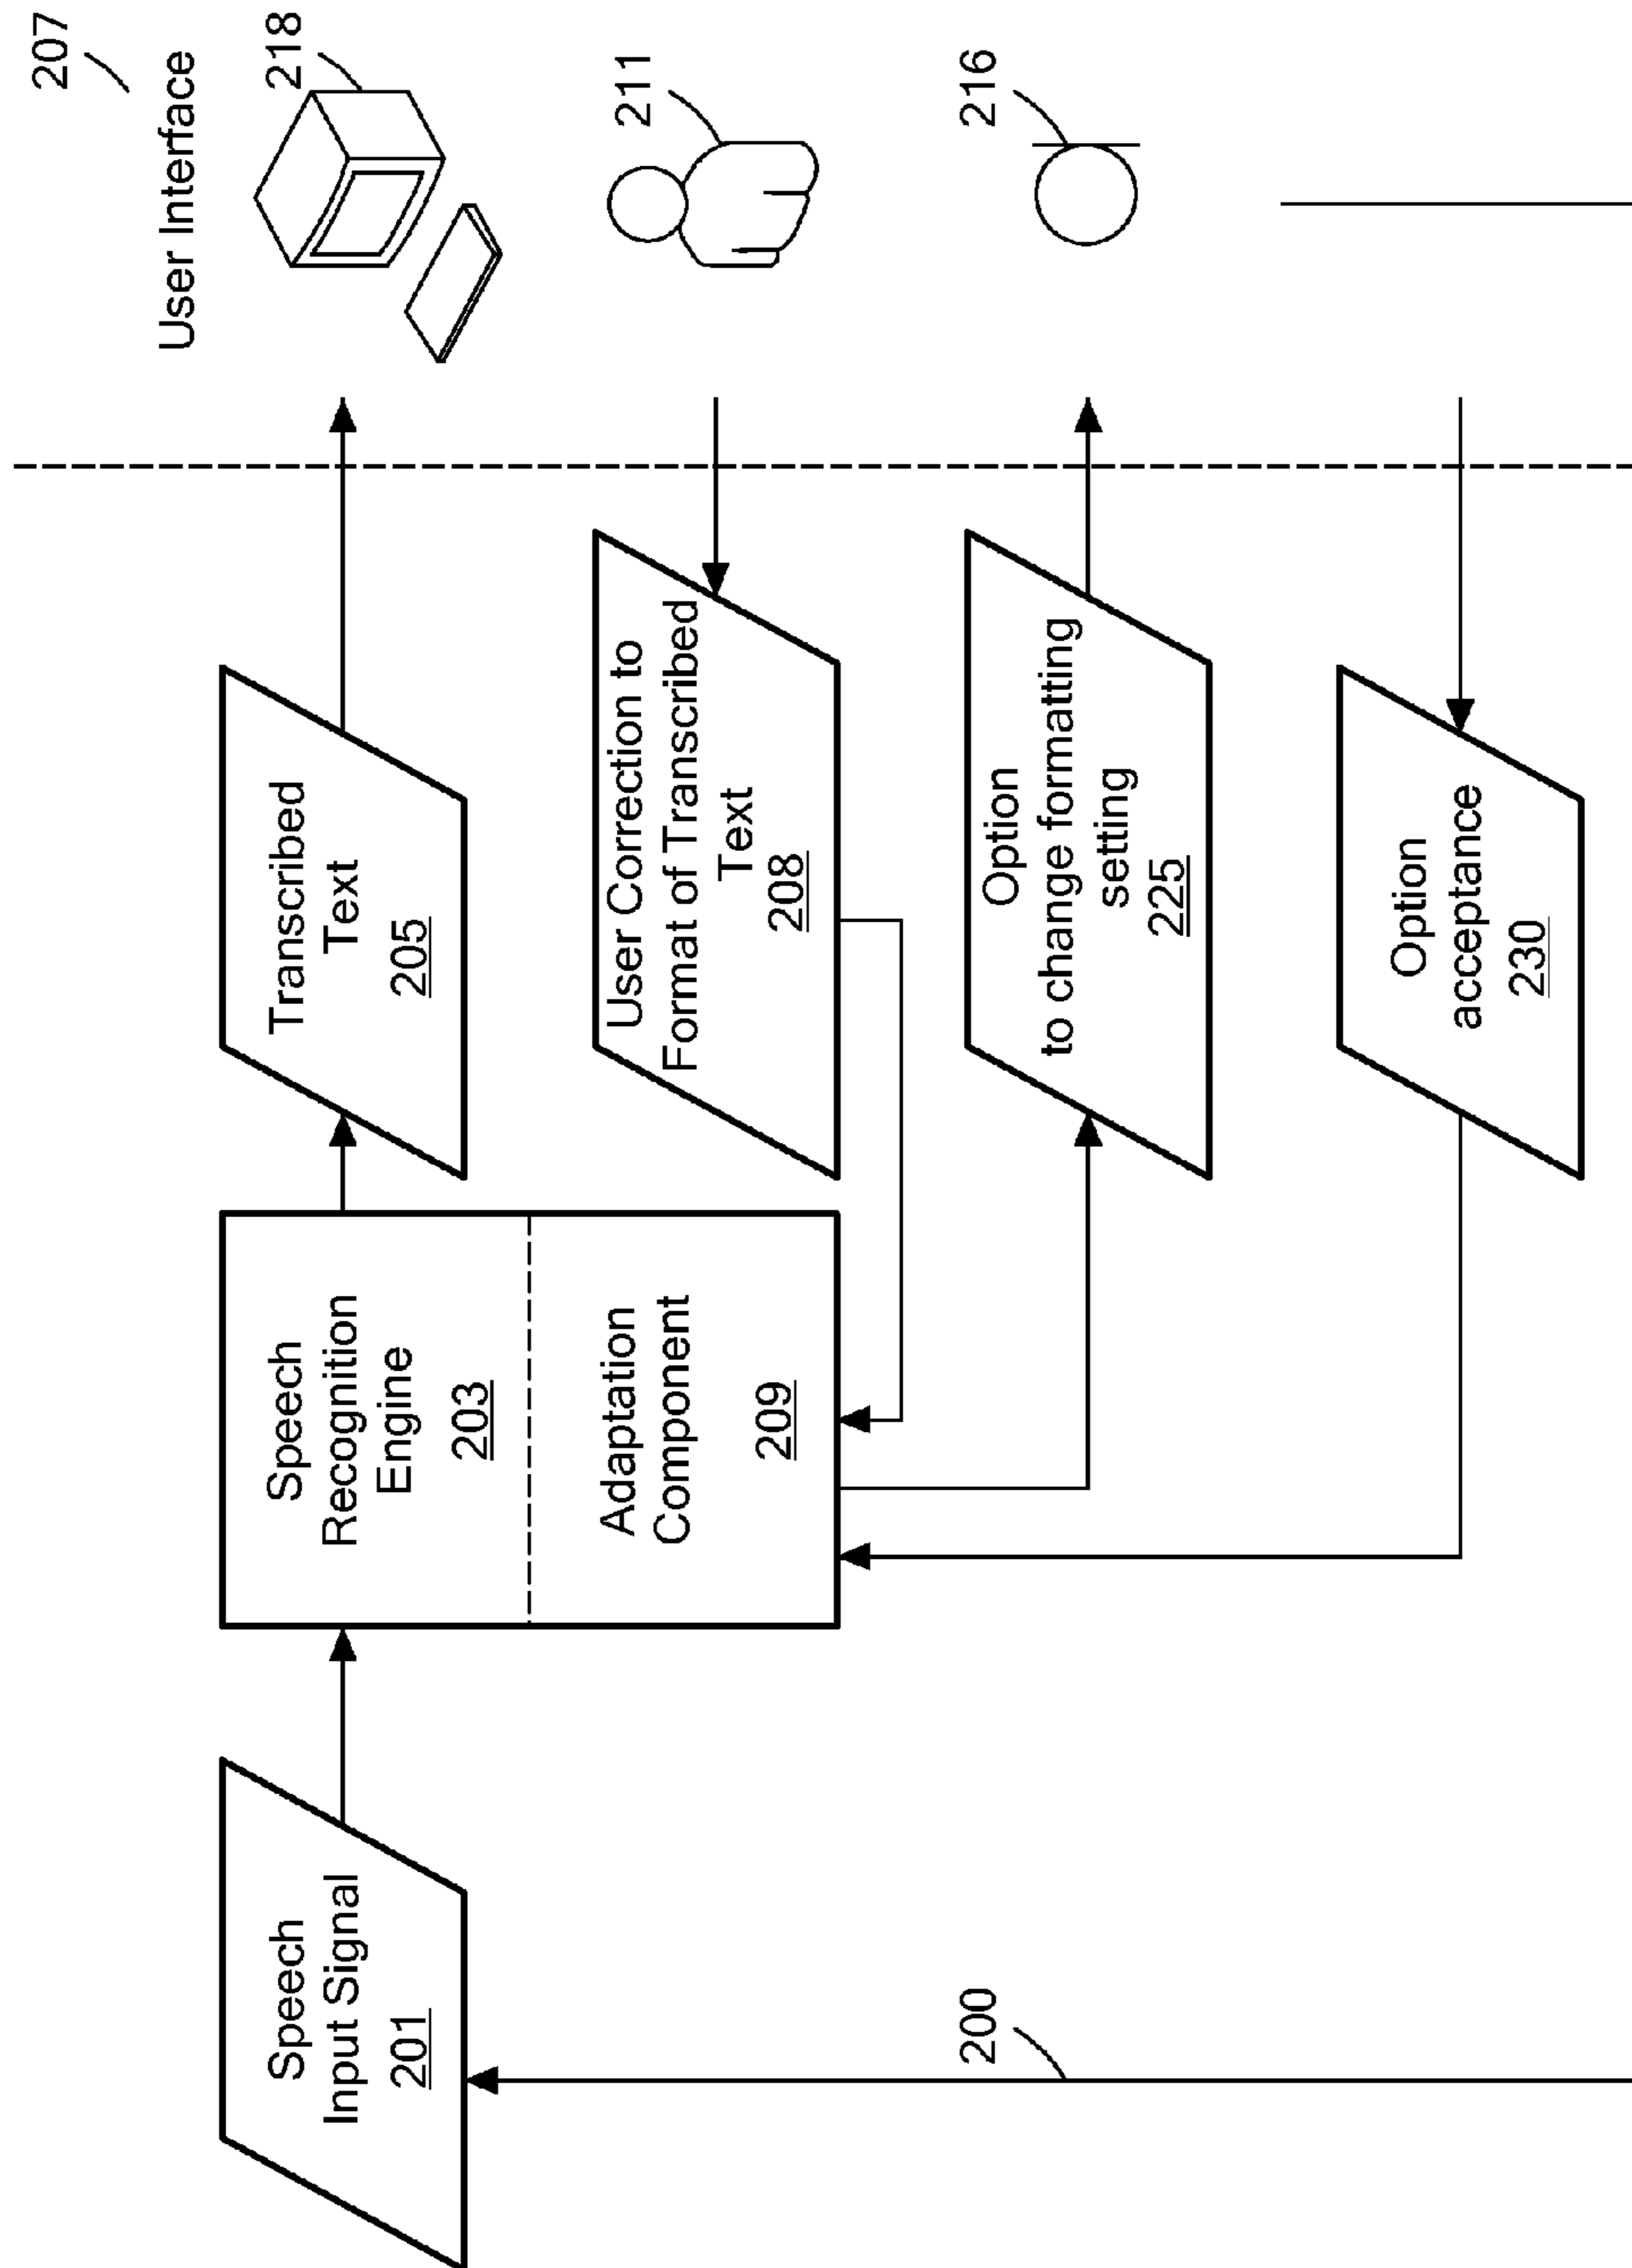 207
User Interface
218
211
216
Transcribed
Text
205
User Correction to
Format of Transcribed
Text
208
Option
to change formatting
setting
225
Option
acceptance
230
Speech
Recognition
Engine
203
Adaptation
Component
209
Speech
Input Signal
201
200